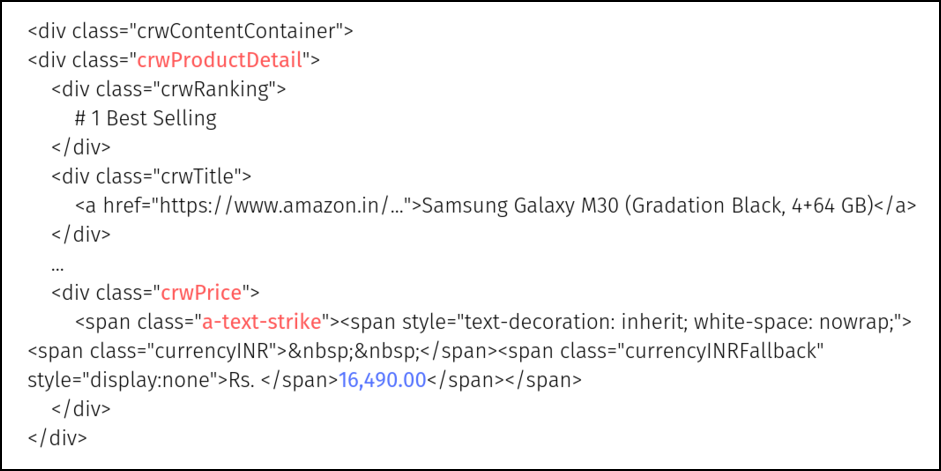 <div class="crwContentContainer">
<div class="crwProductDetail">
<div class="crwRanking">
# 1 Best Selling
</div>
<div class="crwTitle">
<a href="https://www.amazon.in/...">Samsung Galaxy M30 (Gradation Black, 4+64 GB)</a>
</div>
...
<div class="crwPrice">
<span class="a-text-strike"><span style="text-decoration: inherit; white-space: nowrap;">
<span class="currencyINR">&nbsp;&nbsp;</span><span class="currencyINRFallback"
style="display:none">Rs. </span>16,490.00</span></span>
</div>
</div>